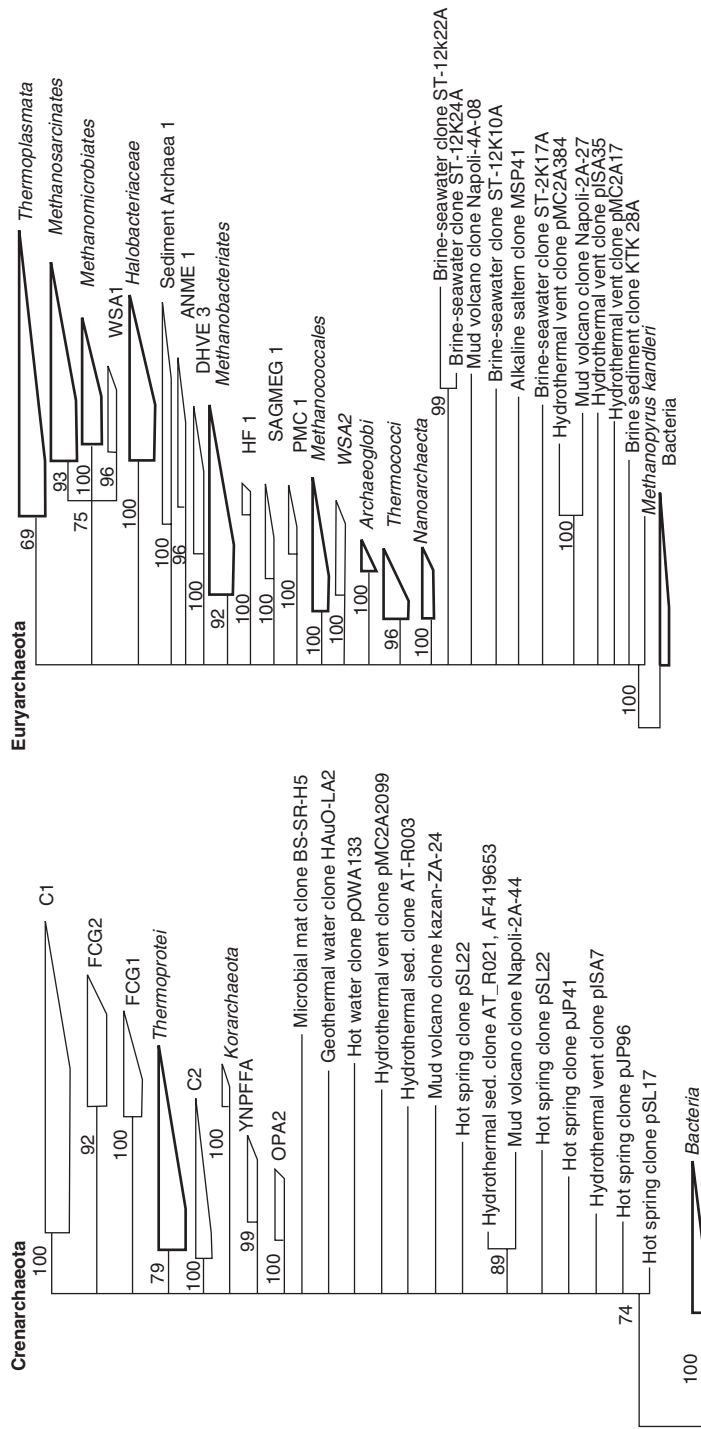 Crenarchaeota
100
C1
92
FCG2
100
FCG1
79
Thermoprotei
100
C2
100
Korarchaeota
99
YNPFFA
100
OPA2
Microbial mat clone BS-SR-H5
Geothermal water clone HAuO-LA2
Hot water clone pOWA133
Hydrothermal vent clone pMC2A2099
Hydrothermal sed. clone AT-R003
Mud volcano clone kazan-ZA-24
Hot spring clone pSL22
Hydrothermal sed. clone AT_R021, AF419653
89
Mud volcano clone Napoli-2A-44
Hot spring clone pSL22
Hot spring clone pJP41
Hydrothermal vent clone pISA7
Hot spring clone pJP96
74
Hot spring clone pSL17
100
Bacteria
Euryarchaeota
69
Thermoplasmata
93
Methanosarcinates
100
Methanomicrobiates
75
96
WSA1
100
Halobacteriaceae
100
Sediment Archaea 1
96
ANME 1
100
DHVE 3
92
Methanobacteriates
100
HF 1
100
SAGMEG 1
100
PMC 1
100
Methanococcales
100
WSA2
100
Archaeoglobi
96
Thermococci
100
Nanoarchaecta
99
Brine-seawater clone ST-12k22A
Brine-seawater clone ST-12K24A
Mud volcano clone Napoli-4A-08
Brine-seawater clone ST-12K10A
Alkaline saltern clone MSP41
Brine-seawater clone ST-2K17A
Hydrothermal vent clone pMC2A384
100
Mud volcano clone Napoli-2A-27
Hydrothermal vent clone pISA35
Hydrothermal vent clone pMC2A17
Brine sediment clone KTK 28A
100
Methanopyrus kandleri
Bacteria